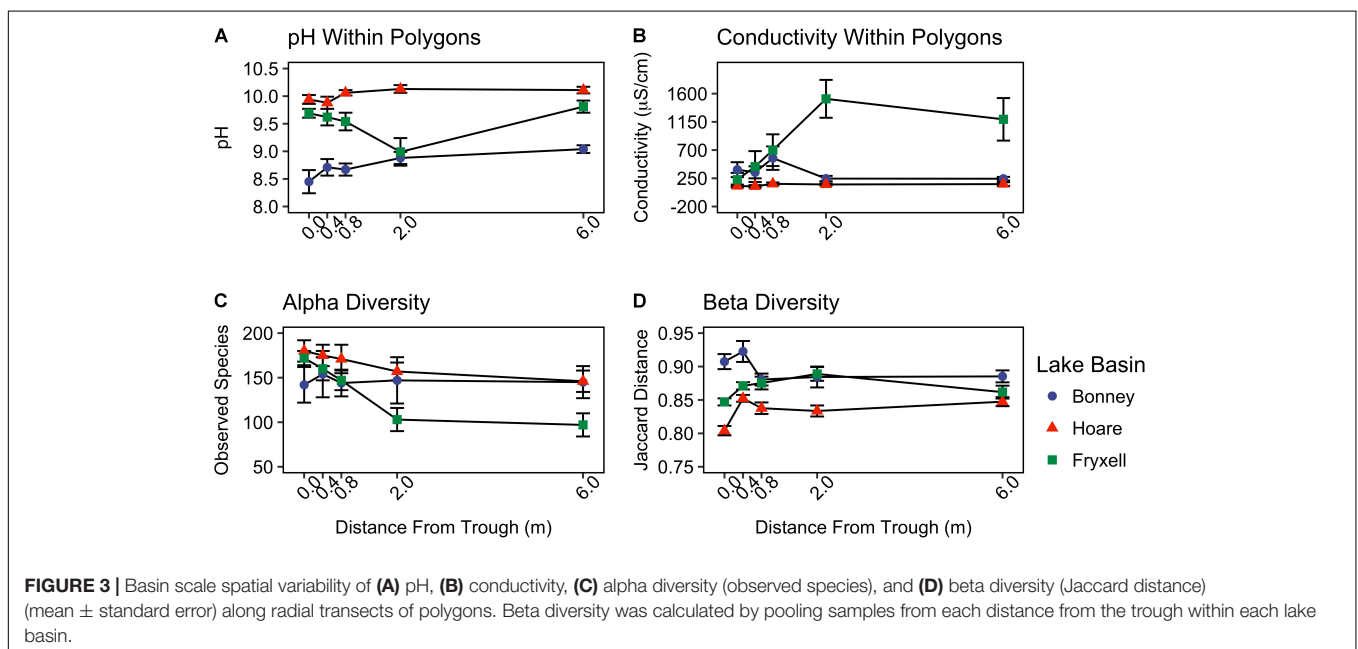 A pH Within Polygons
10.5
10.0
9.5
9.0
8.5
8.0
pH
0.0
0.4
0.8
2.0
6.0
B Conductivity Within Polygons
1600
1150
700
250
-200
Conductivity (μS/cm)
0.0
0.4
0.8
2.0
6.0
C Alpha Diversity
200
150
100
50
Observed Species
0.0
0.4
0.8
2.0
6.0
Distance From Trough (m)
D Beta Diversity
0.95
0.90
0.85
0.80
0.75
Jaccard Distance
0.0
0.4
0.8
2.0
6.0
Distance From Trough (m)
Lake Basin
Bonney
Hoare
Fryxell
FIGURE 3 | Basin scale spatial variability of (A) pH, (B) conductivity, (C) alpha diversity (observed species), and (D) beta diversity (Jaccard distance)
(mean ± standard error) along radial transects of polygons. Beta diversity was calculated by pooling samples from each distance from the trough within each lake
basin.